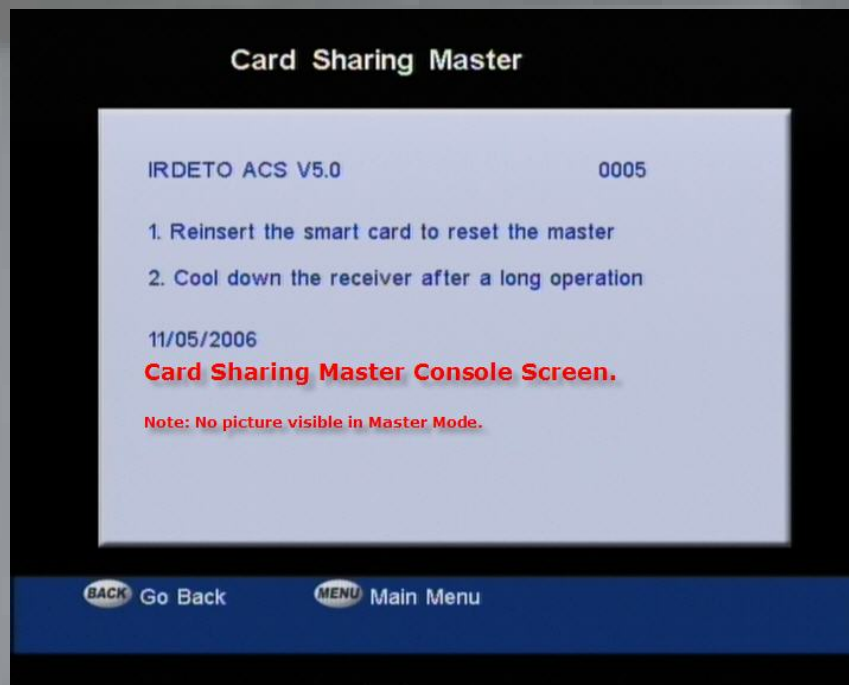 Card Sharing Master
IRDETO ACS V5.0 0005
1. Reinsert the smart card to reset the master
2. Cool down the receiver after a long operation
11/05/2006
Card Sharing Master Console Screen.
Note: No picture visible in Master Mode.
BACK Go Back MENU Main Menu